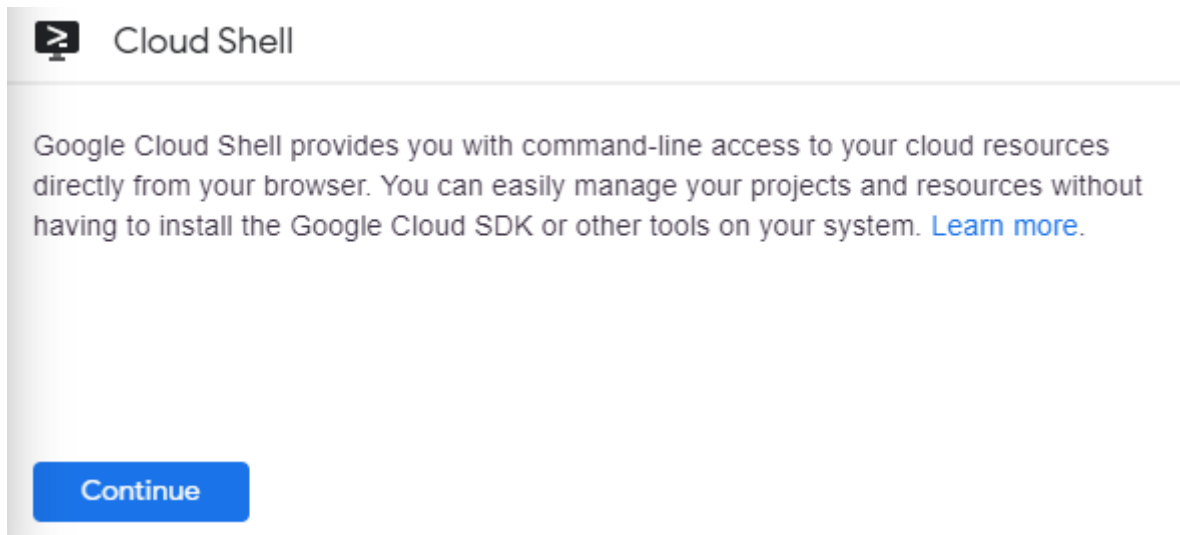 Cloud Shell
Google Cloud Shell provides you with command-line access to your cloud resources
directly from your browser. You can easily manage your projects and resources without
having to install the Google Cloud SDK or other tools on your system. Learn more.
Continue